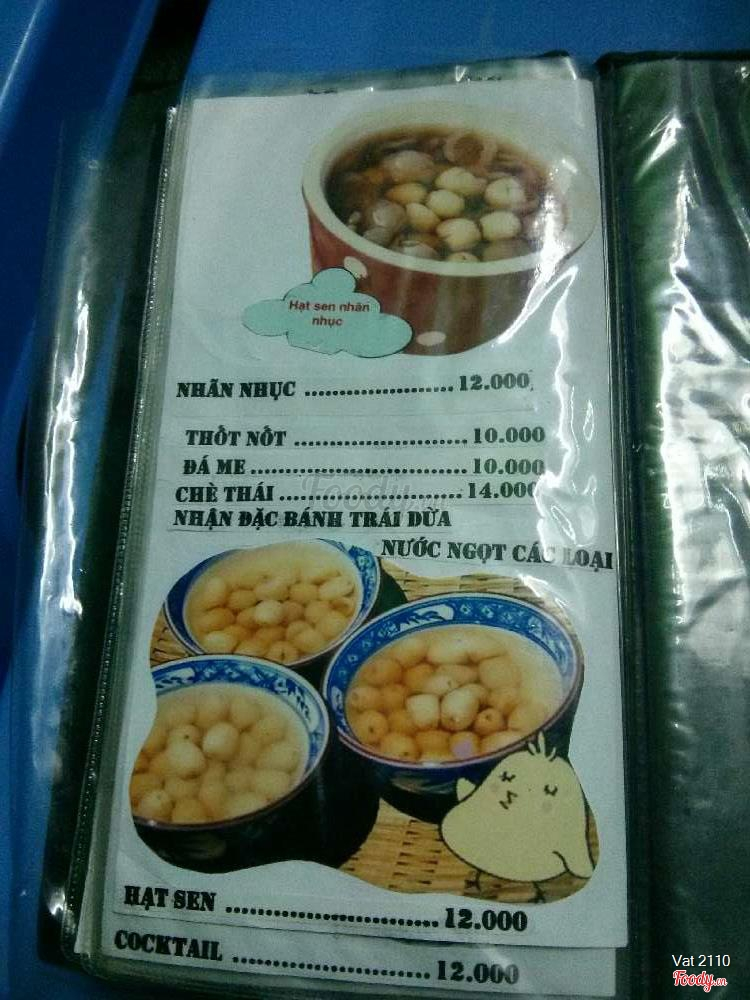 Hạt sen nhãn
nhục
NHÃN NHỤC ........................ 12.000
THỐT NỐT ............................ 10.000
ĐÁ ME ................................... 10.000
CHÈ THÁI ............................. 14.000
Foody.vn
NHẬN ĐẶC BÁNH TRÁI DỪA
NƯỚC NGỌT CÁC LOẠI
HẠT SEN ............................... 12.000
COCKTAIL ............................ 12.000
Vat 2110
Foody.vn